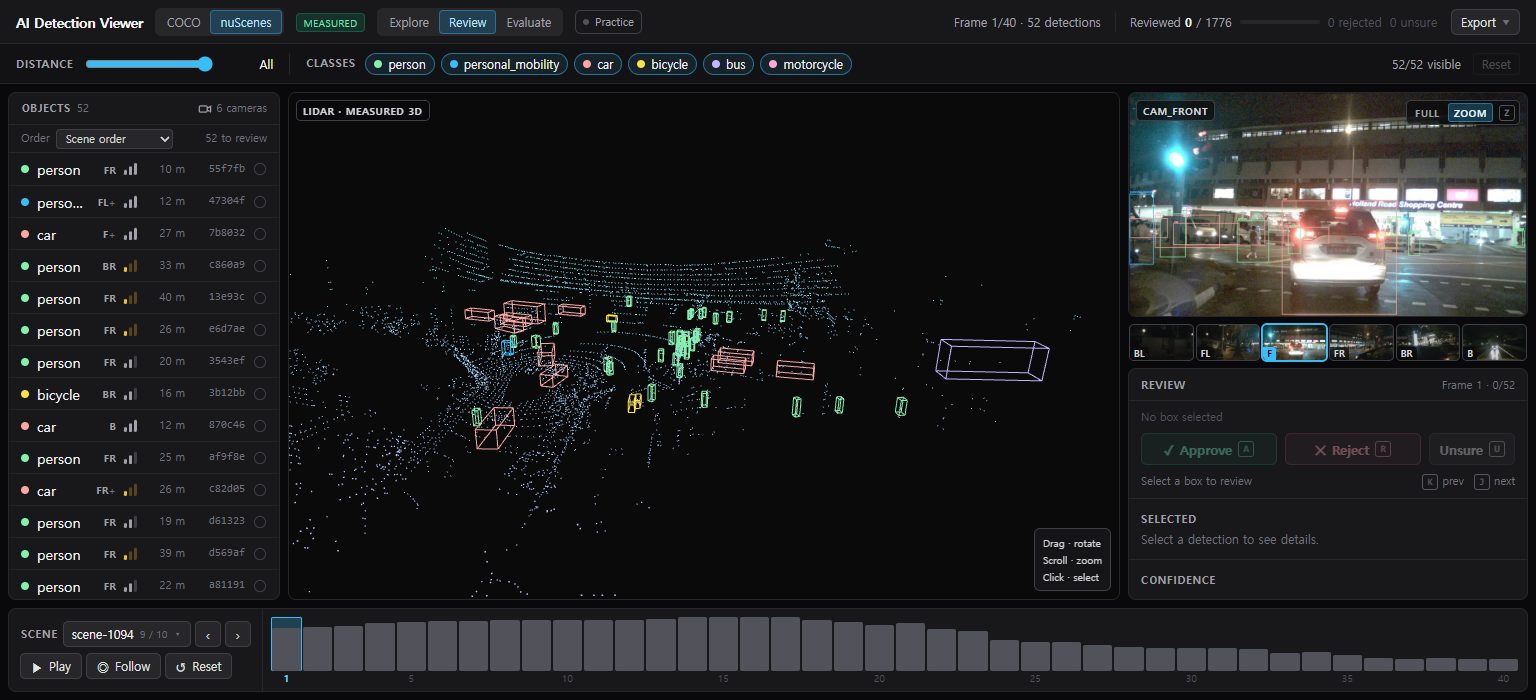 AI Detection Viewer COCO nuScenes MEASURED Explore Review Evaluate Practice Frame 1/40 · 52 detections Reviewed 0 / 1776 0 rejected 0 unsure Export
DISTANCE All CLASSES person personal_mobility car bicycle bus motorcycle 52/52 visible Reset
OBJECTS 52 6 cameras
Order Scene order 52 to review
person FR 10 m 55f7fb
perso... FL+ 12 m 47304f
car F+ 27 m 7b8032
person BR 33 m c860a9
person FR 40 m 13e93c
person FR 26 m e6d7ae
person FR 20 m 3543ef
bicycle BR 16 m 3b12bb
car B 12 m 870c46
person FR 25 m af9f8e
car FR+ 26 m c82d05
person FR 19 m d61323
person FR 39 m d569af
person FR 22 m a81191
LIDAR · MEASURED 3D
Drag · rotate
Scroll · zoom
Click · select
CAM_FRONT FULL ZOOM Z
Holland Road Shopping Centre
BL FL F FR BR B
REVIEW Frame 1 · 0/52
No box selected
✓ Approve A ✕ Reject R Unsure U
Select a box to review K prev J next
SELECTED
Select a detection to see details.
CONFIDENCE
SCENE scene-1094 9 / 10 ‹ ›
▶ Play ◎ Follow ↺ Reset
1 5 10 15 20 25 30 35 40